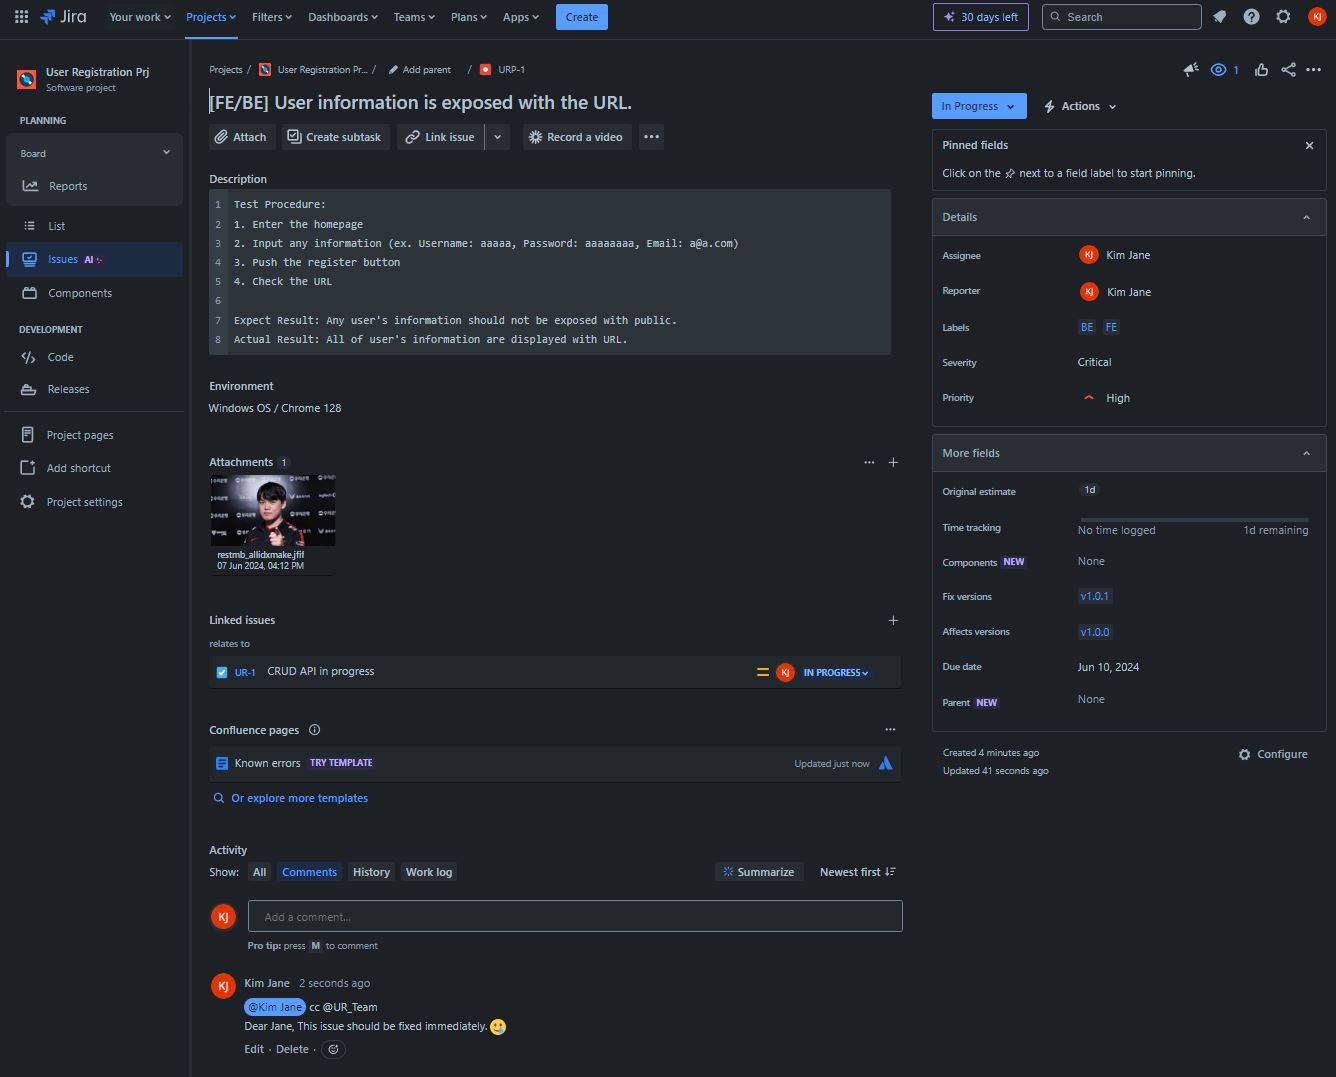 Jira
Your work
Projects
Filters
Dashboards
Teams
Plans
Apps
Create
30 days left
Search
KJ
User Registration Prj
Software project
PLANNING
Board
Reports
List
Issues AI
Components
DEVELOPMENT
Code
Releases
Project pages
Add shortcut
Project settings
Projects / User Registration Pr... / Add parent / URP-1
1
[FE/BE] User information is exposed with the URL.
Attach
Create subtask
Link issue
Record a video
Description
1 Test Procedure:
2 1. Enter the homepage
3 2. Input any information (ex. Username: aaaaa, Password: aaaaaaaa, Email: a@a.com)
4 3. Push the register button
5 4. Check the URL
6
7 Expect Result: Any user's information should not be exposed with public.
8 Actual Result: All of user's information are displayed with URL.
Environment
Windows OS / Chrome 128
Attachments 1
restmb_allidxmake.jfif
07 Jun 2024, 04:12 PM
Linked issues
relates to
UR-1 CRUD API in progress KJ IN PROGRESS
Confluence pages
Known errors TRY TEMPLATE Updated just now
Or explore more templates
Activity
Show: All Comments History Work log Summarize Newest first
KJ Add a comment...
Pro tip: press M to comment
KJ Kim Jane 2 seconds ago
@Kim Jane cc @UR_Team
Dear Jane, This issue should be fixed immediately.
Edit · Delete ·
In Progress
Actions
Pinned fields
Click on the next to a field label to start pinning.
Details
Assignee KJ Kim Jane
Reporter KJ Kim Jane
Labels BE FE
Severity Critical
Priority High
More fields
Original estimate 1d
Time tracking No time logged 1d remaining
Components NEW None
Fix versions v1.0.1
Affects versions v1.0.0
Due date Jun 10, 2024
Parent NEW None
Created 4 minutes ago
Updated 41 seconds ago
Configure